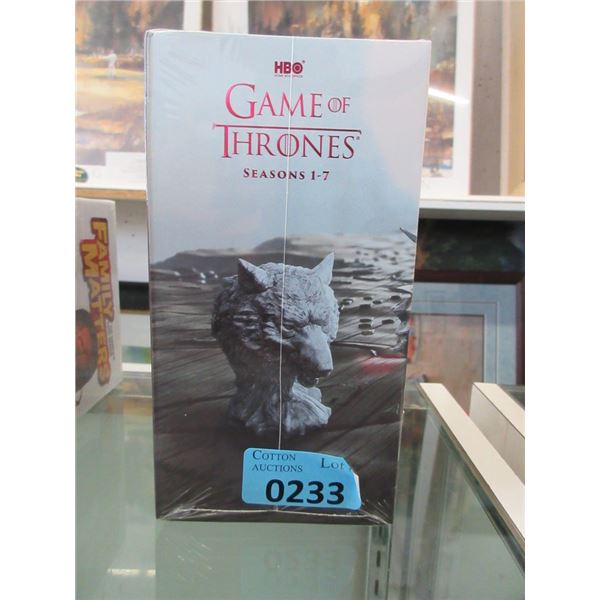 HBO
GAME OF
THRONES
SEASONS 1-7
FAMILY
MATTERS
COTTON
AUCTIONS
Lot
0233